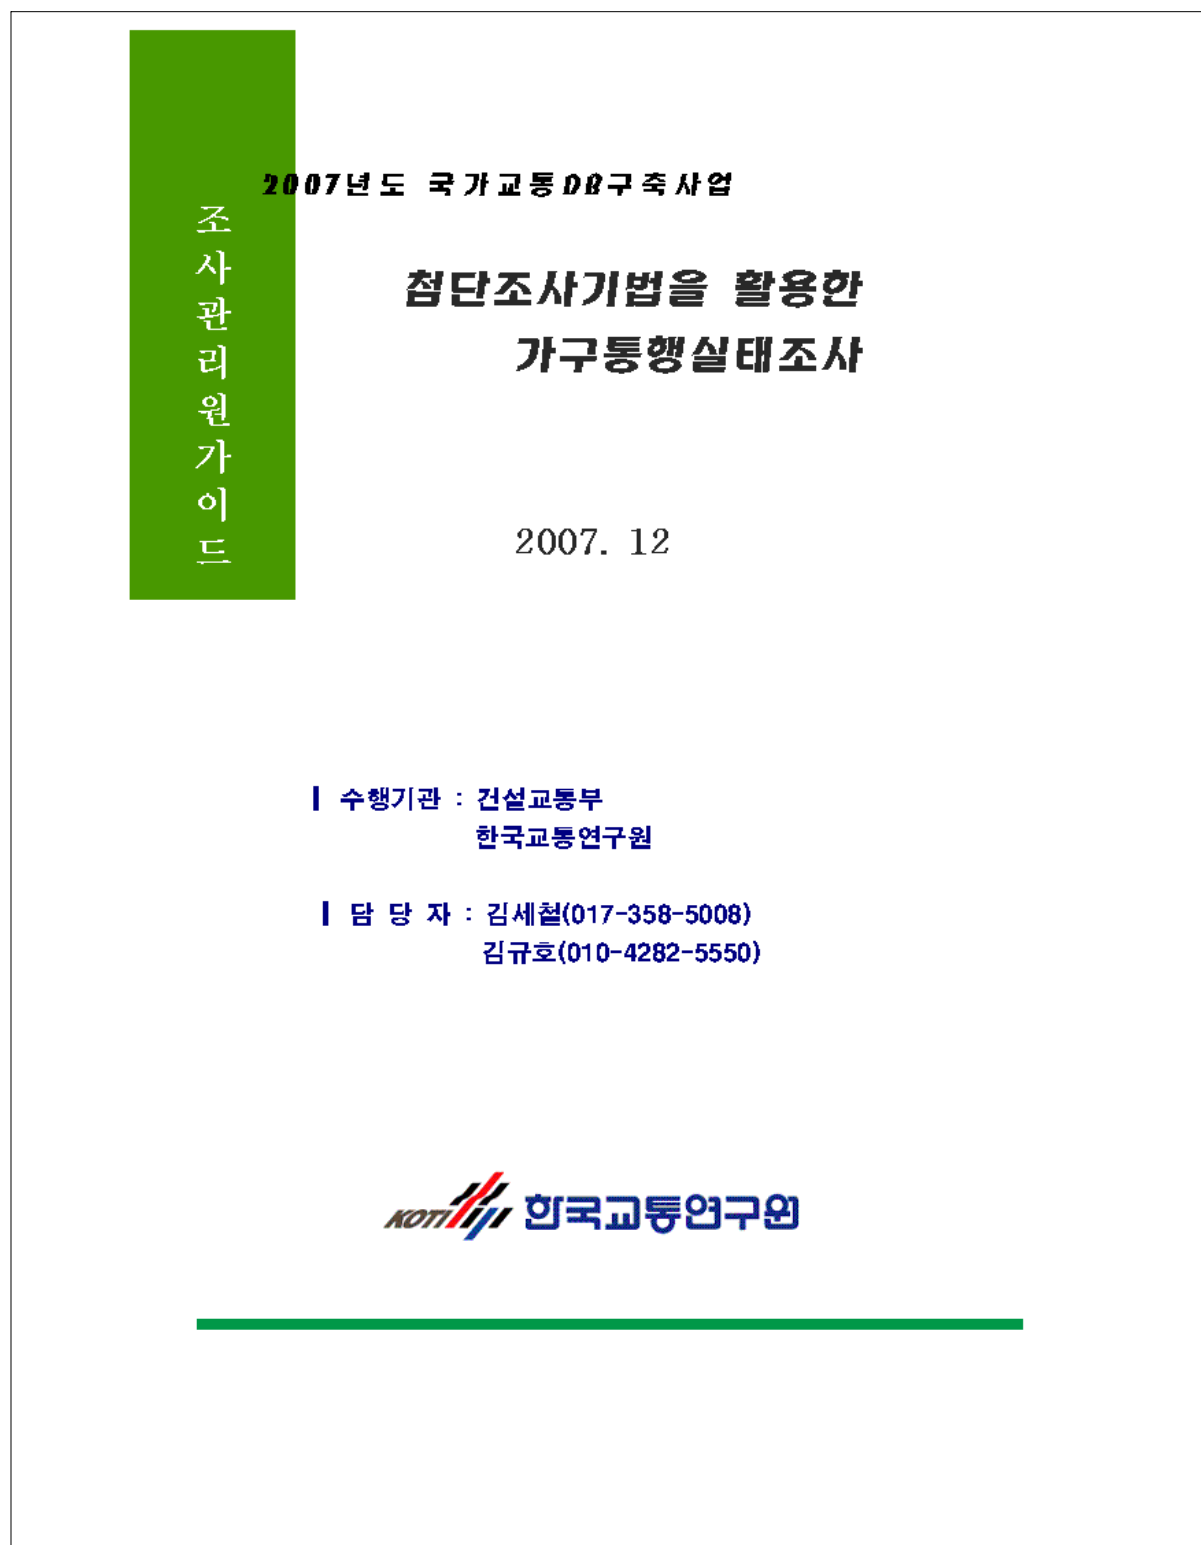 조사관리원가이드
2007년도 국가교통DB구축사업
첨단조사기법을 활용한
가구통행실태조사
2007. 12
수행기관 : 건설교통부
한국교통연구원
담 당 자 : 김세철(017-358-5008)
김규호(010-4282-5550)
KOTI 한국교통연구원